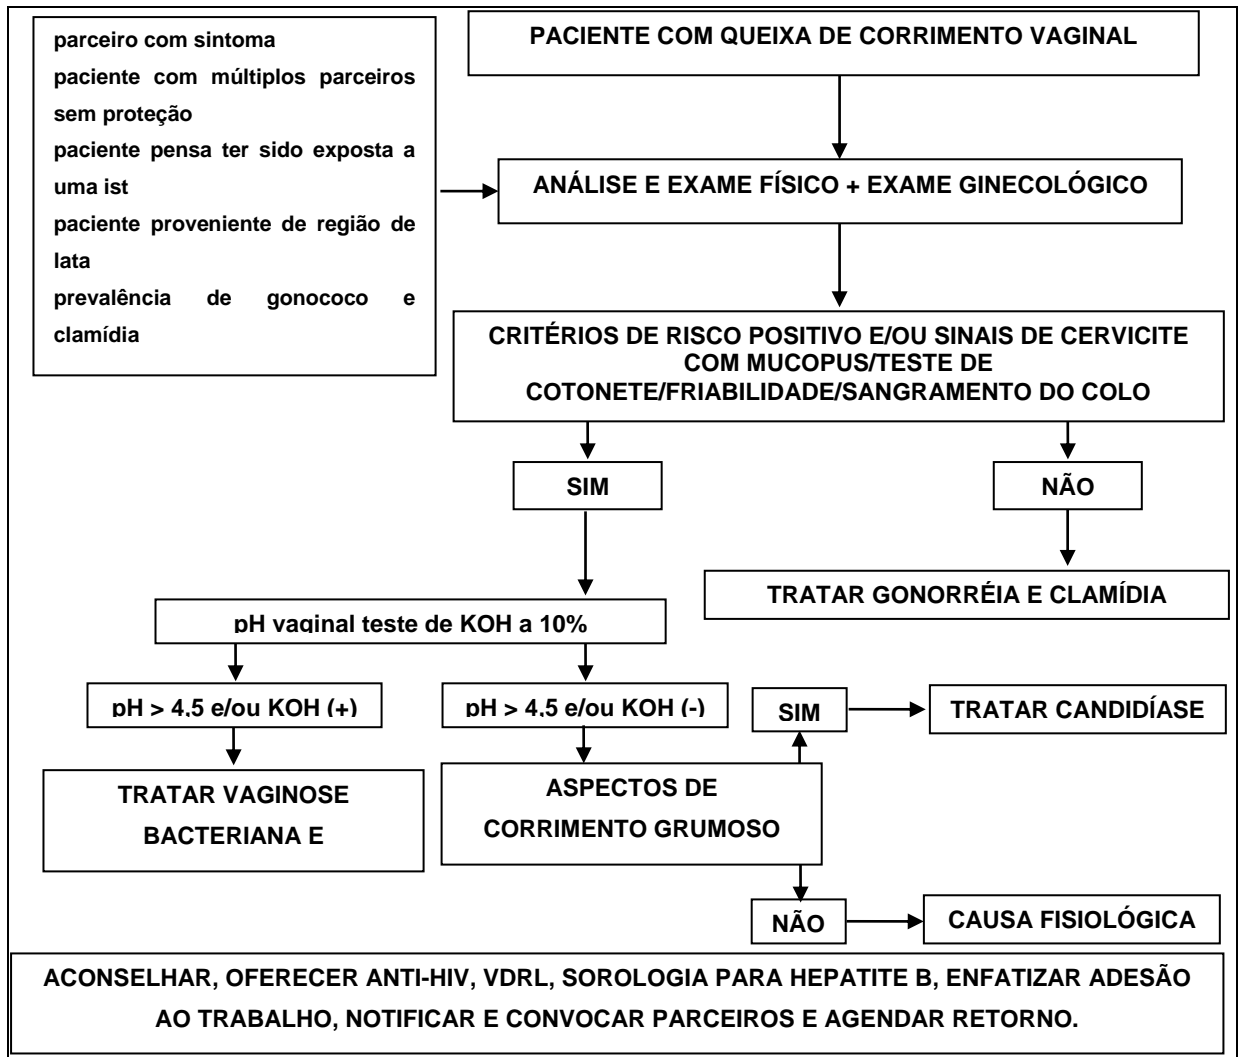 parceiro com sintoma
paciente com múltiplos parceiros
sem proteção
paciente pensa ter sido exposta a
uma ist
paciente proveniente de região de
lata
prevalência de gonococo e
clamídia
PACIENTE COM QUEIXA DE CORRIMENTO VAGINAL
ANÁLISE E EXAME FÍSICO + EXAME GINECOLÓGICO
CRITÉRIOS DE RISCO POSITIVO E/OU SINAIS DE CERVICITE
COM MUCOPUS/TESTE DE
COTONETE/FRIABILIDADE/SANGRAMENTO DO COLO
SIM
NÃO
TRATAR GONORRÉIA E CLAMÍDIA
pH vaginal teste de KOH a 10%
pH > 4,5 e/ou KOH (+)
pH > 4,5 e/ou KOH (-)
SIM
TRATAR CANDIDÍASE
TRATAR VAGINOSE
BACTERIANA E
ASPECTOS DE
CORRIMENTO GRUMOSO
NÃO
CAUSA FISIOLÓGICA
ACONSELHAR, OFERECER ANTI-HIV, VDRL, SOROLOGIA PARA HEPATITE B, ENFATIZAR ADESÃO
AO TRABALHO, NOTIFICAR E CONVOCAR PARCEIROS E AGENDAR RETORNO.